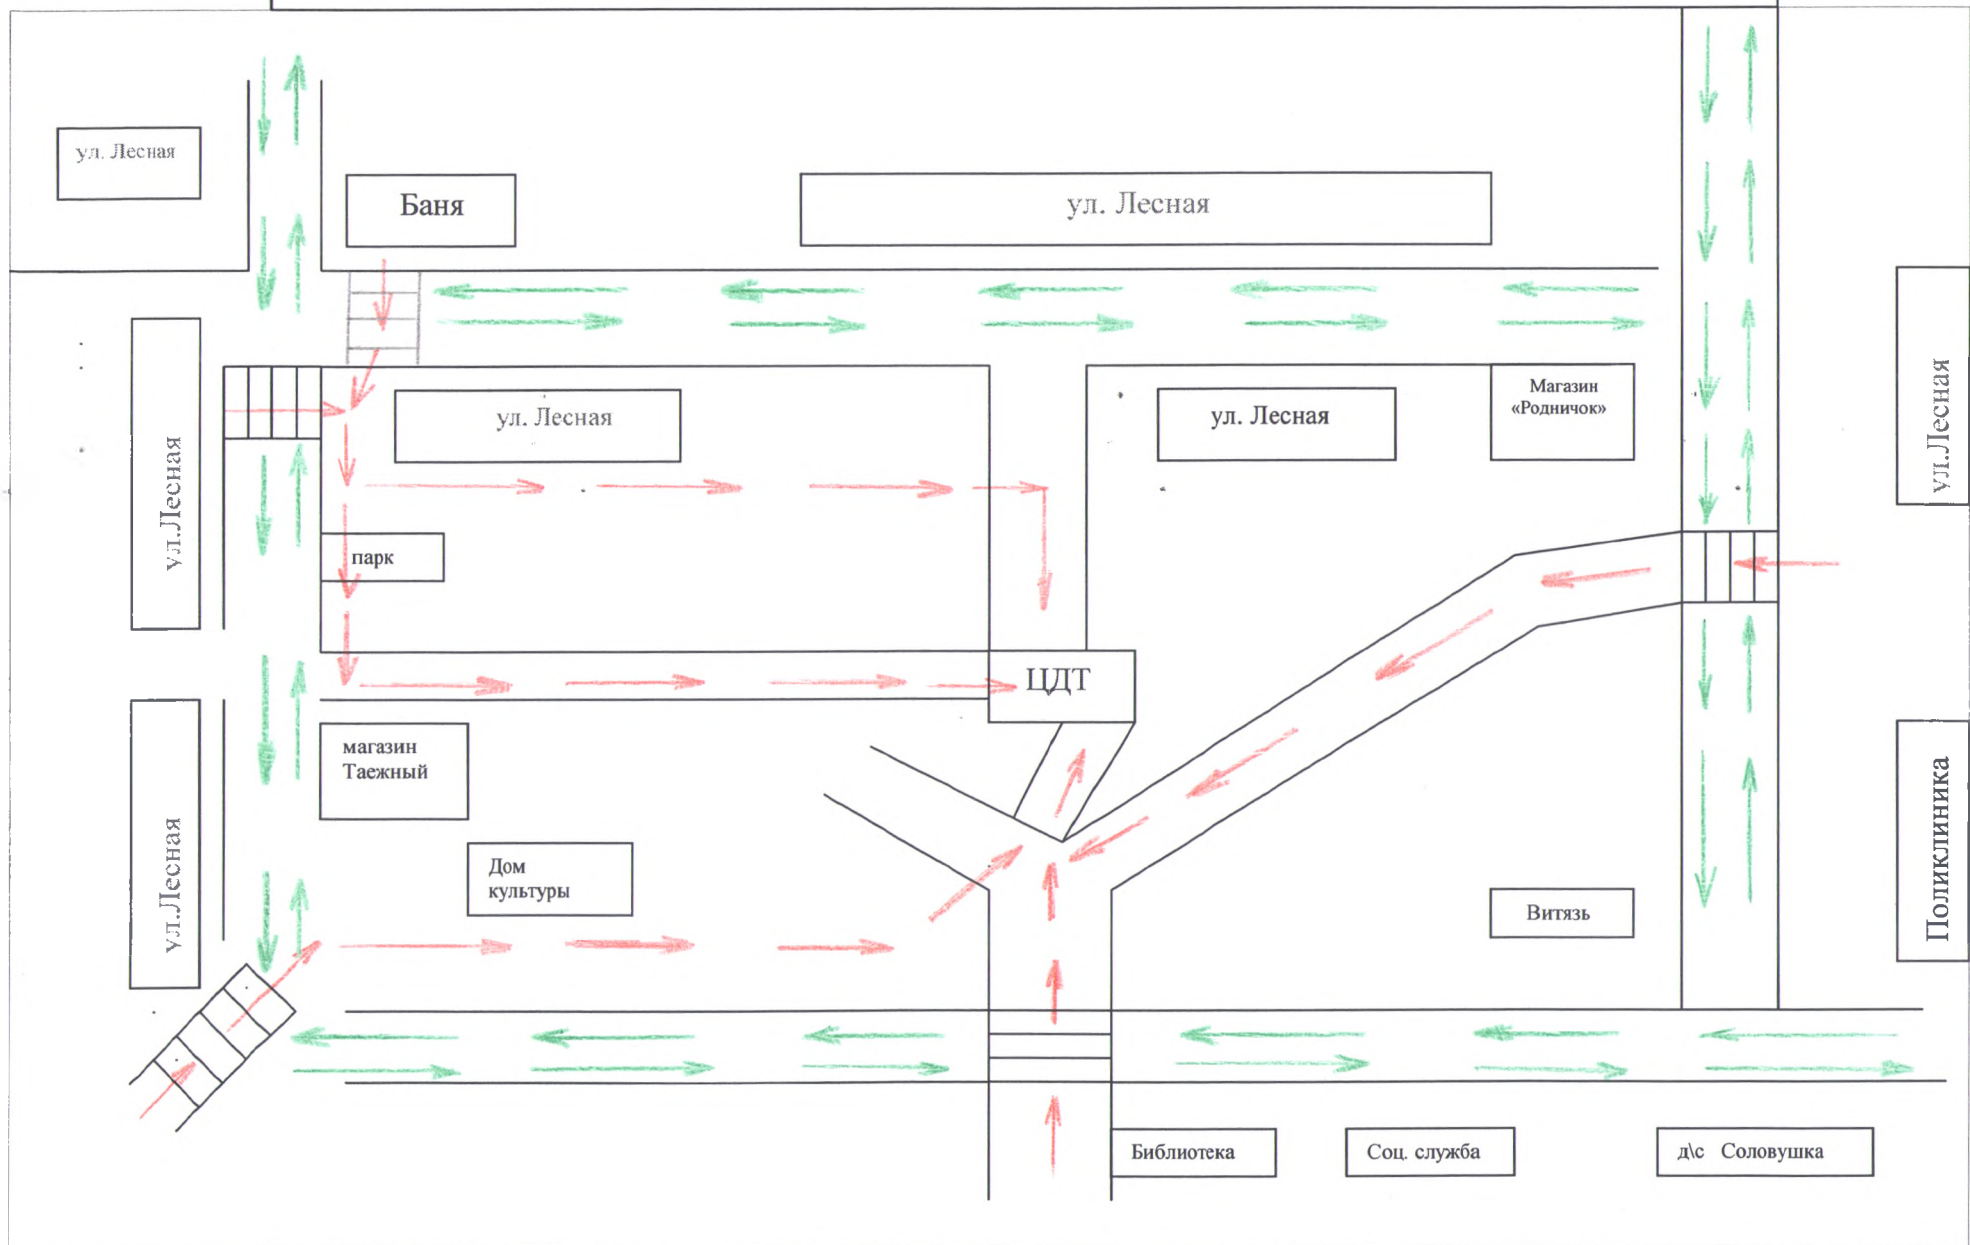 ул. Лесная
Баня
ул. Лесная
ул.Лесная
ул. Лесная
ул. Лесная
Магазин
«Родничок»
ул.Лесная
парк
ЦДТ
магазин
Таежный
ул.Лесная
Дом
культуры
Витязь
Поликлиника
Библиотека
Соц. служба
д\с Соловушка